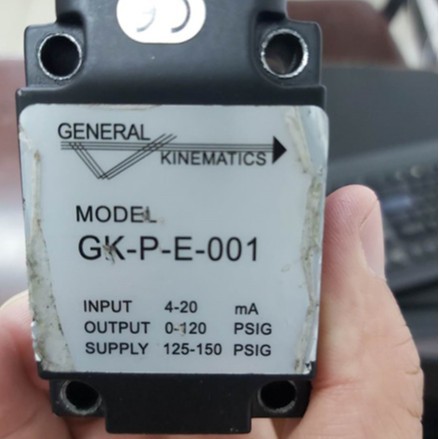 GENERAL
KINEMATICS
MODEL
GK-P-E-001
INPUT 4-20 mA
OUTPUT 0-120 PSIG
SUPPLY 125-150 PSIG